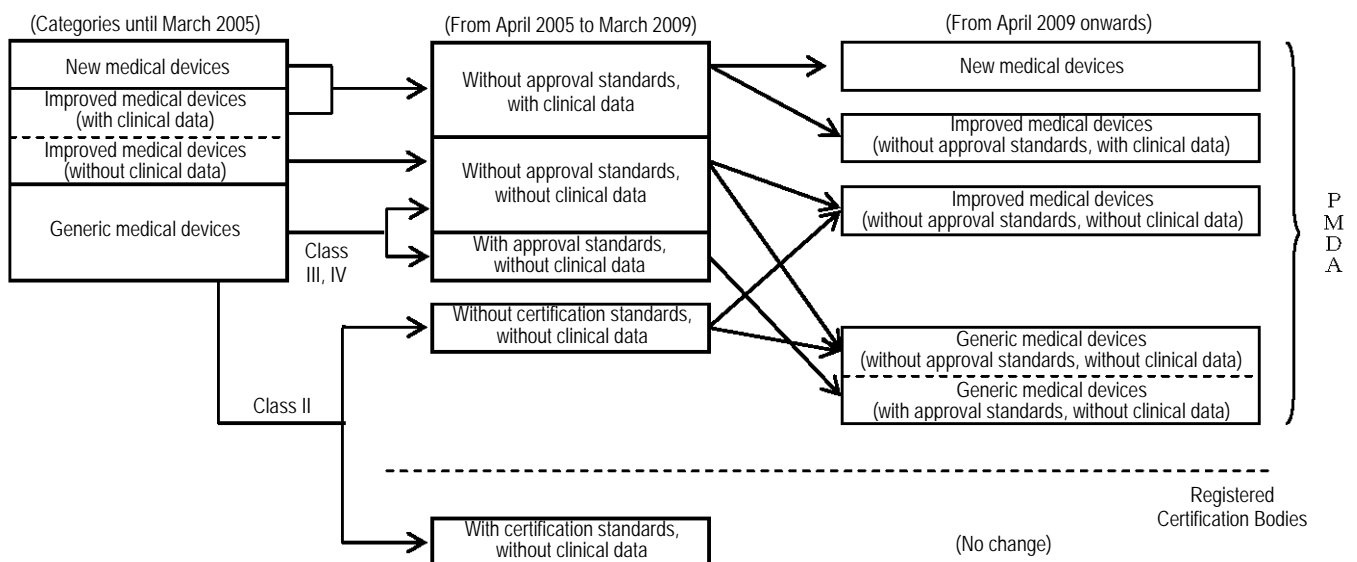 (Categories until March 2005)
New medical devices
Improved medical devices
(with clinical data)
Improved medical devices
(without clinical data)
Generic medical devices
Class
III, IV
Class II
(From April 2005 to March 2009)
Without approval standards,
with clinical data
Without approval standards,
without clinical data
With approval standards,
without clinical data
Without certification standards,
without clinical data
With certification standards,
without clinical data
(From April 2009 onwards)
New medical devices
Improved medical devices
(without approval standards, with clinical data)
Improved medical devices
(without approval standards, without clinical data)
Generic medical devices
(without approval standards, without clinical data)
Generic medical devices
(with approval standards, without clinical data)
P
M
D
A
Registered
Certification Bodies
(No change)